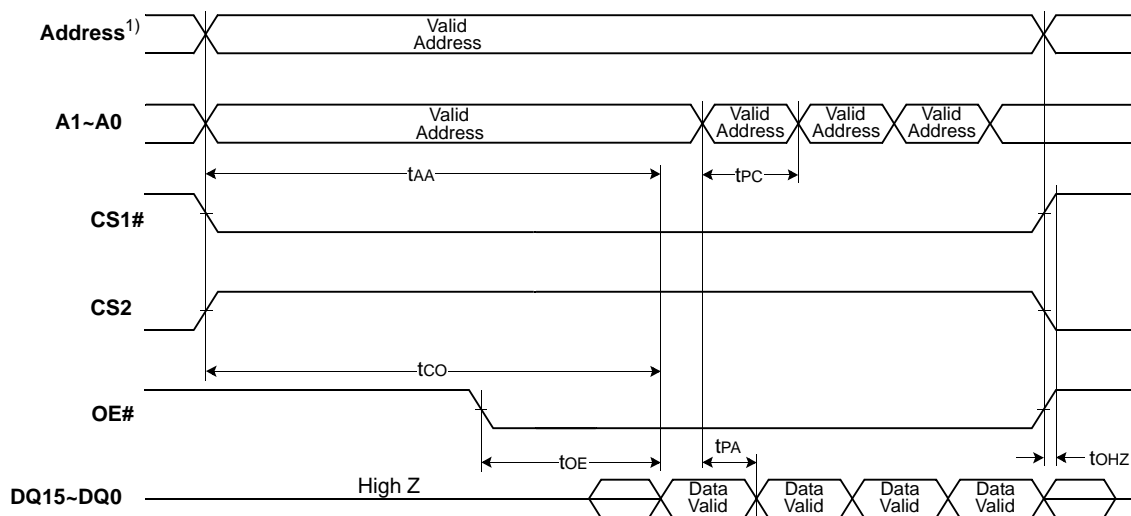 Address1)
Valid
Address
A1~A0
Valid
Address
Valid
Address
Valid
Address
Valid
Address
tAA
tPC
CS1#
CS2
tCO
OE#
tOE
tPA
tOHZ
DQ15~DQ0
High Z
Data
Valid
Data
Valid
Data
Valid
Data
Valid